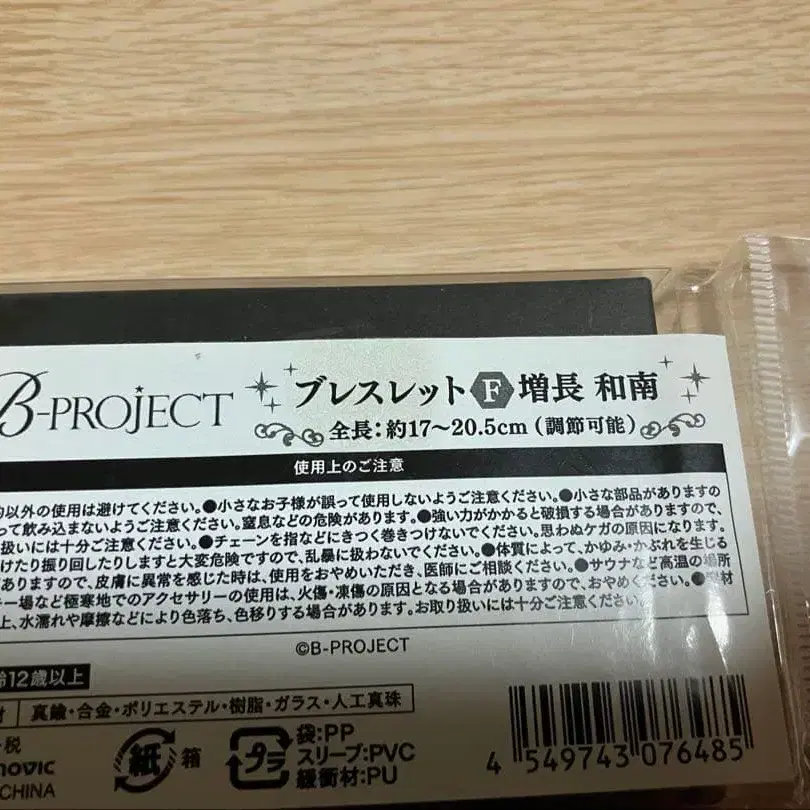 B-PROJECT
ブレスレット F 増長 和南
全長：約17～20.5cm（調節可能）
使用上のご注意
以外の使用は避けてください。●小さなお子様が誤って使用しないようご注意ください。●小さな部品がありますの
って飲み込まないようご注意ください。窒息などの危険があります。●強い力がかかると破損する場合がありますので、
扱いには十分ご注意ください。●チェーンを指などにきつく巻きつけないでください。思わぬケガの原因になります。
けたり振り回したりしますと大変危険ですので、乱暴に扱わないでください。●体質によって、かゆみ・かぶれを生じる
がありますので、皮膚に異常を感じた時は、使用をおやめいただき、医師にご相談ください。●サウナなど高温の場所
ー場など極寒地でのアクセサリーの使用は、火傷・凍傷の原因となる場合がありますので、おやめください。●材
上、水濡れや摩擦などにより色落ち、色移りする場合があります。お取り扱いには十分ご注意ください。
©B-PROJECT
齢12歳以上
真鍮・合金・ポリエステル・樹脂・ガラス・人工真珠
税
movic
CHINA
紙 箱
プラ
袋:PP
スリーブ:PVC
緩衝材:PU
4 549743 076485